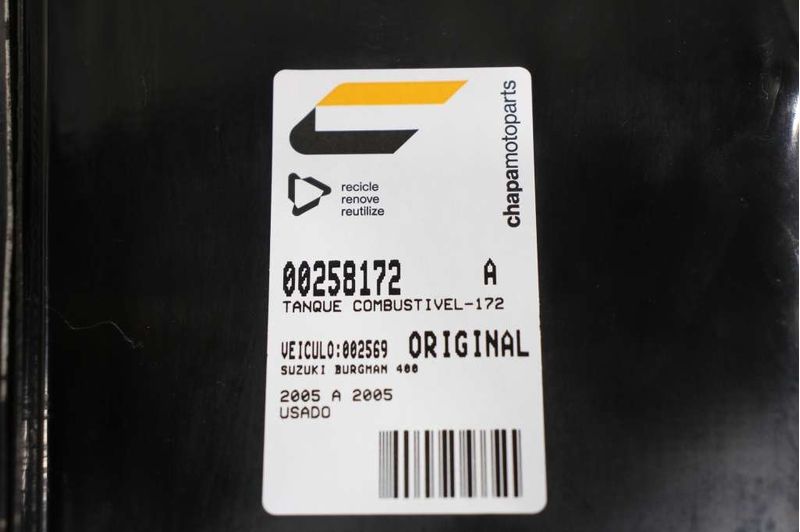 chapamotoparts
recicle
renove
reutilize
00258172 A
TANQUE COMBUSTIVEL-172
VEICULO:002569 ORIGINAL
SUZUKI BURGMAN 400
2005 A 2005
USADO